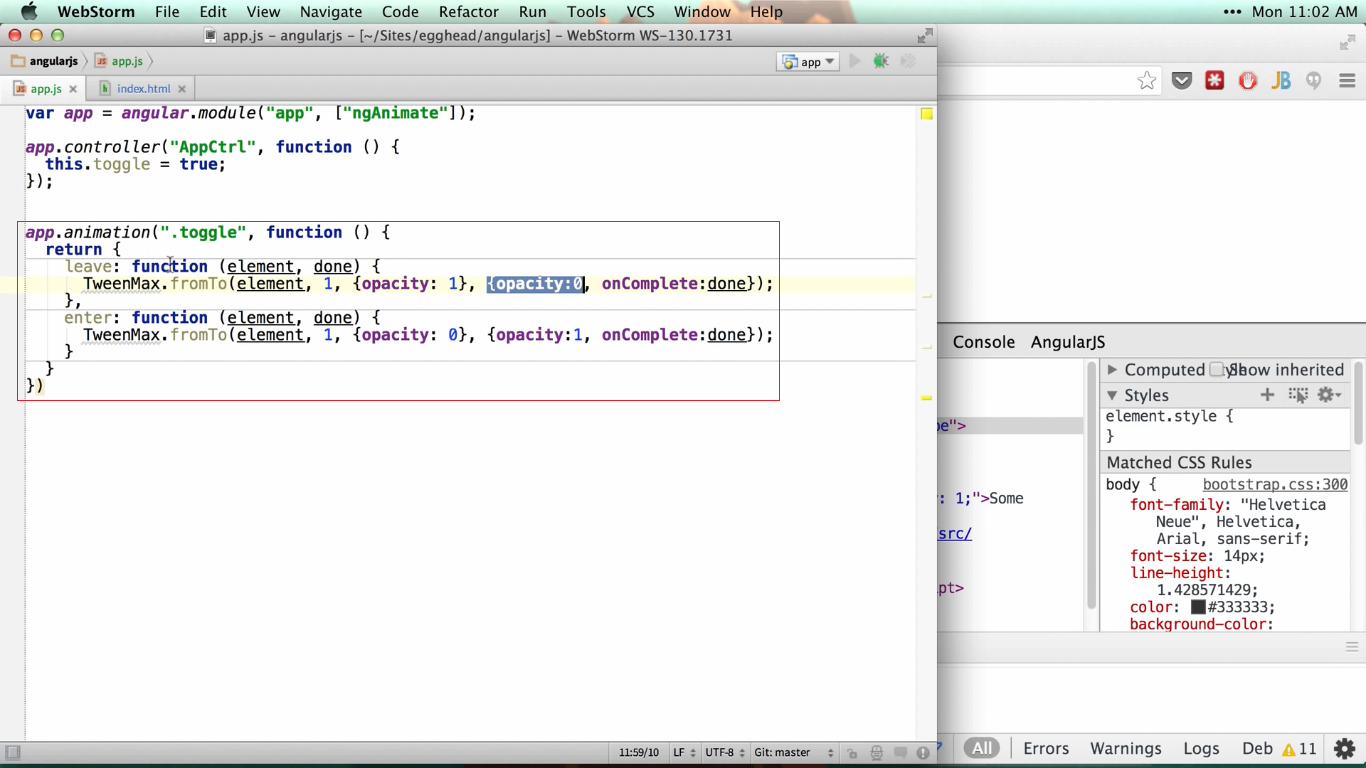 WebStorm File Edit View Navigate Code Refactor Run Tools VCS Window Help ••• Mon 11:02 AM
app.js – angularjs – [~/Sites/egghead/angularjs] – WebStorm WS-130.1731
angularjs app.js app
app.js index.html
var app = angular.module("app", ["ngAnimate"]);
app.controller("AppCtrl", function () {
this.toggle = true;
});
app.animation(".toggle", function () {
return {
leave: function (element, done) {
TweenMax.fromTo(element, 1, {opacity: 1}, {opacity:0, onComplete:done});
},
enter: function (element, done) {
TweenMax.fromTo(element, 1, {opacity: 0}, {opacity:1, onComplete:done});
}
}
})
11:59/10 LF UTF-8 Git: master
JB
Console AngularJS
pe">
: 1;">Some
src/
ipt>
Computed Style Show inherited
Styles
element.style {
}
Matched CSS Rules
body { bootstrap.css:300
font-family: "Helvetica
Neue", Helvetica,
Arial, sans-serif;
font-size: 14px;
line-height:
1.428571429;
color: #333333;
background-color:
All Errors Warnings Logs Deb 11